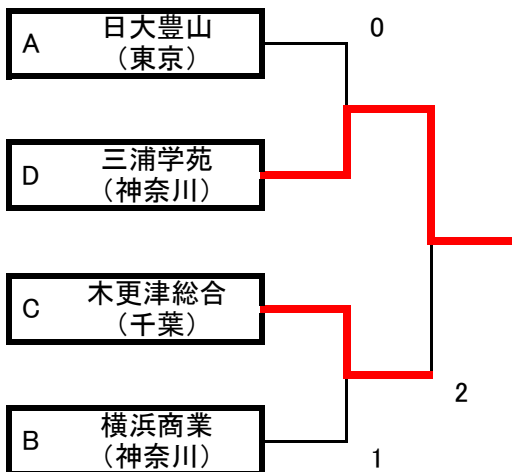 0
A
日大豊山
（東京）
D
三浦学苑
（神奈川）
C
木更津総合
（千葉）
2
B
横浜商業
（神奈川）
1